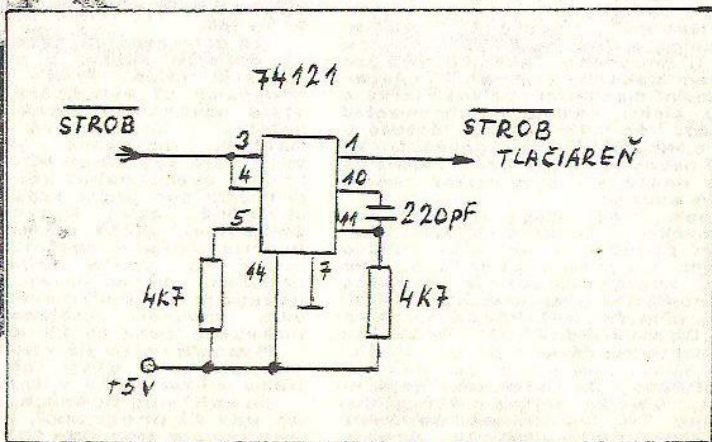 74121
STROB
STROB
TLAČIAREŇ
3
1
4
10
220pF
5
11
14
7
4K7
4K7
+5V